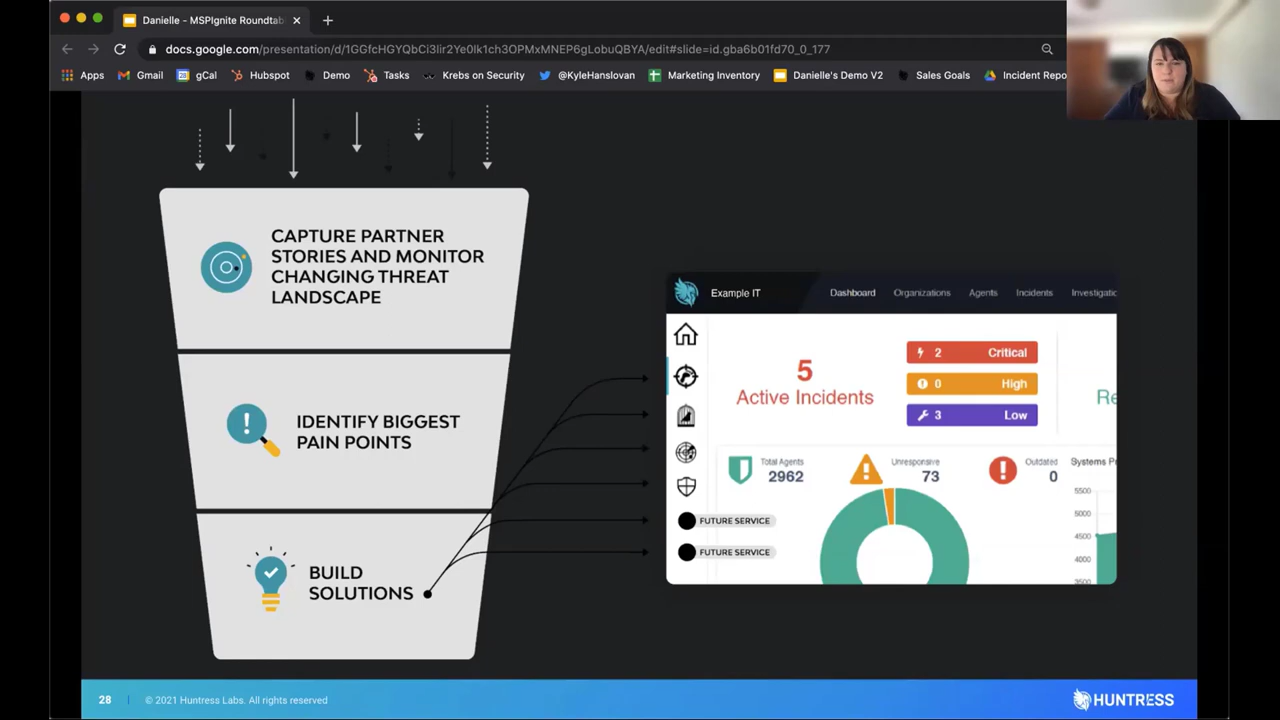 Danielle - MSPIgnite Roundtab
docs.google.com/presentation/d/1GGfcHGYQbCi3Iir2Ye0lk1ch3OPMxMNEP6gLobuQBYA/edit#slide=id.gba6b01fd70_0_177
Apps
Gmail
gCal
Hubspot
Demo
Tasks
Krebs on Security
@KyleHanslovan
Marketing Inventory
Danielle's Demo V2
Sales Goals
Incident Repo
CAPTURE PARTNER
STORIES AND MONITOR
CHANGING THREAT
LANDSCAPE
IDENTIFY BIGGEST
PAIN POINTS
BUILD
SOLUTIONS
Example IT
Dashboard
Organizations
Agents
Incidents
Investigatic
5
Active Incidents
2 Critical
0 High
3 Low
Re
Total Agents
2962
Unresponsive
73
Outdated
0
Systems Pr
5500
5000
4500
4000
3500
FUTURE SERVICE
FUTURE SERVICE
28
© 2021 Huntress Labs. All rights reserved
HUNTRESS